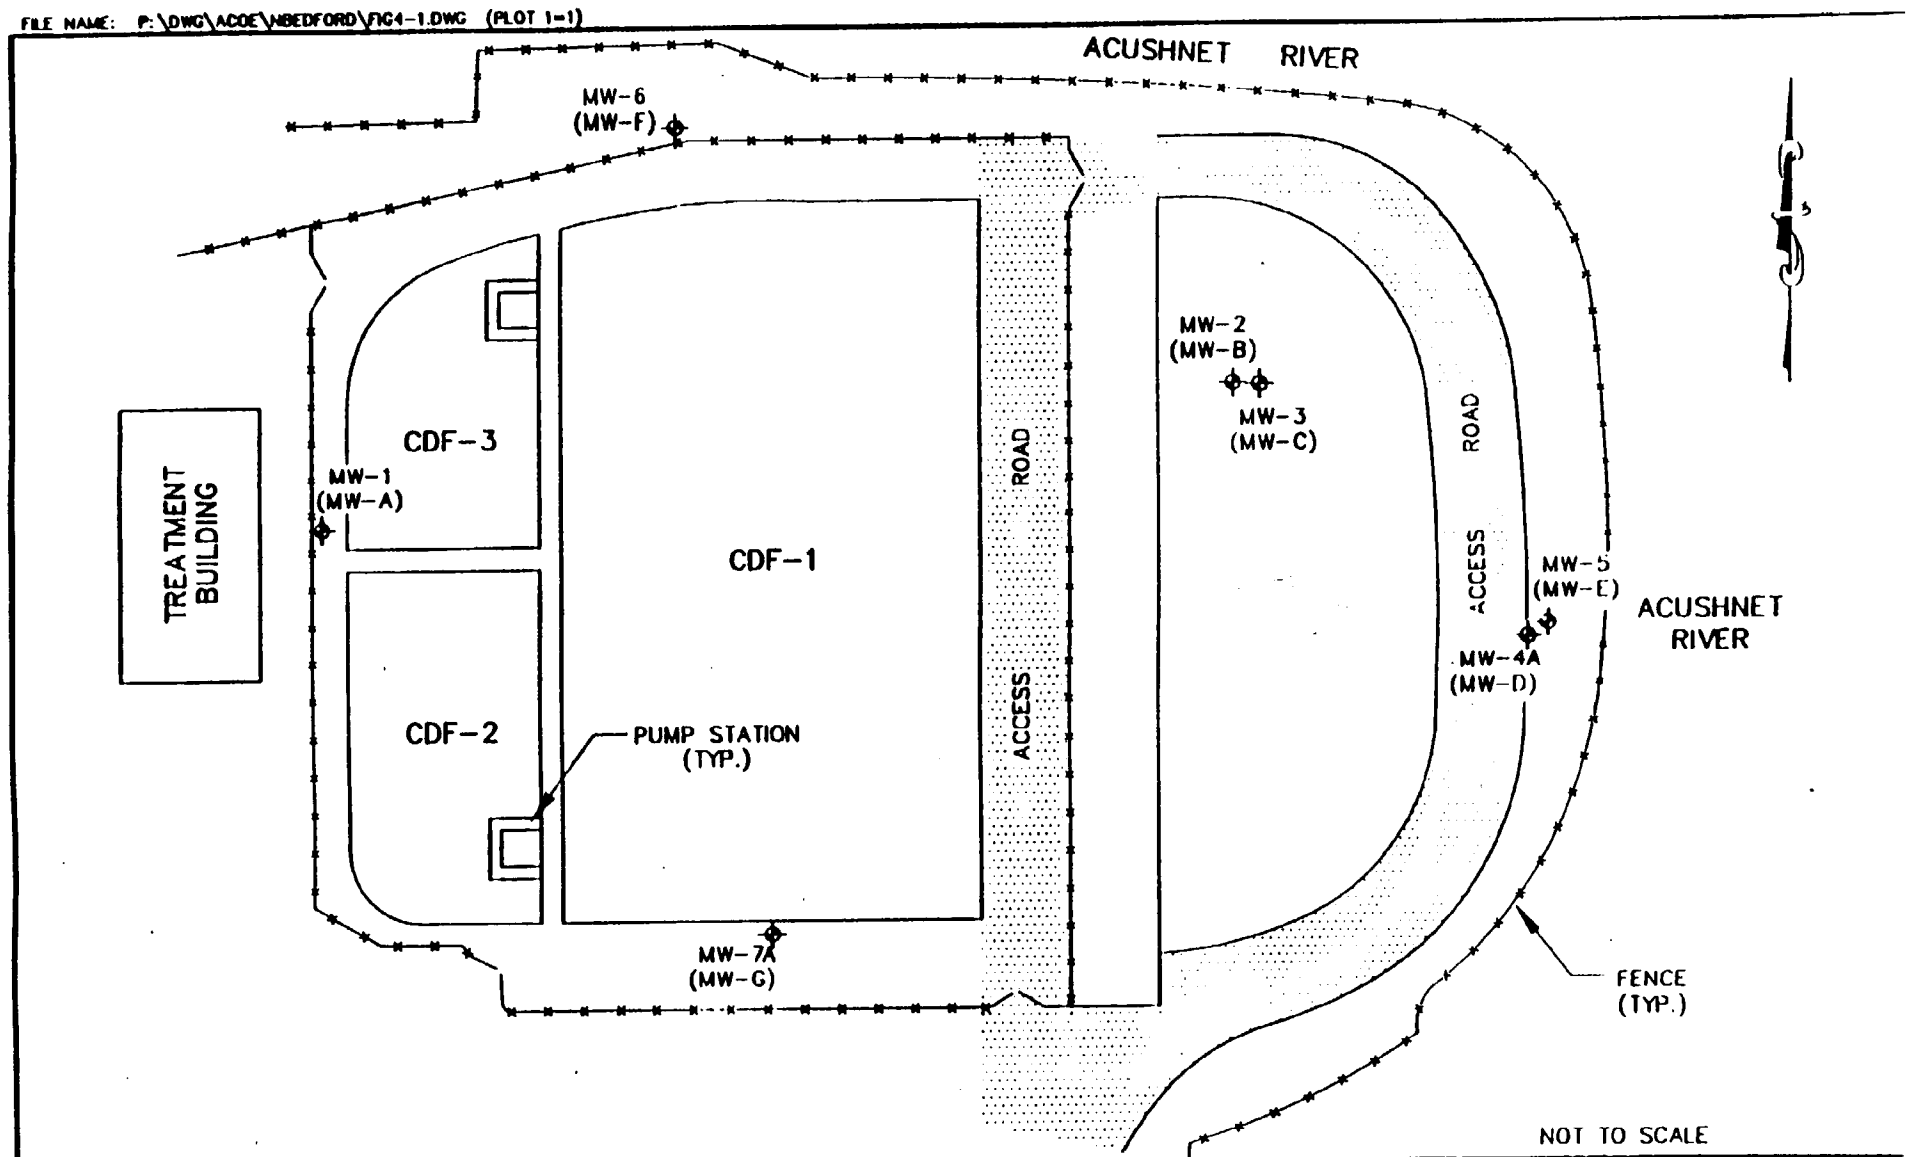 FILE NAME: P:\DWG\ACOE\NBEDFORD\FIG4-1.DWG (PLOT 1=1)
ACUSHNET RIVER
MW-6
(MW-F)
MW-2
(MW-B)
MW-3
(MW-C)
CDF-3
MW-1
(MW-A)
TREATMENT
BUILDING
CDF-1
ACCESS ROAD
ACCESS ROAD
MW-5
(MW-E)
ACUSHNET
RIVER
MW-4A
(MW-D)
CDF-2
PUMP STATION
(TYP.)
MW-7A
(MW-G)
FENCE
(TYP.)
NOT TO SCALE